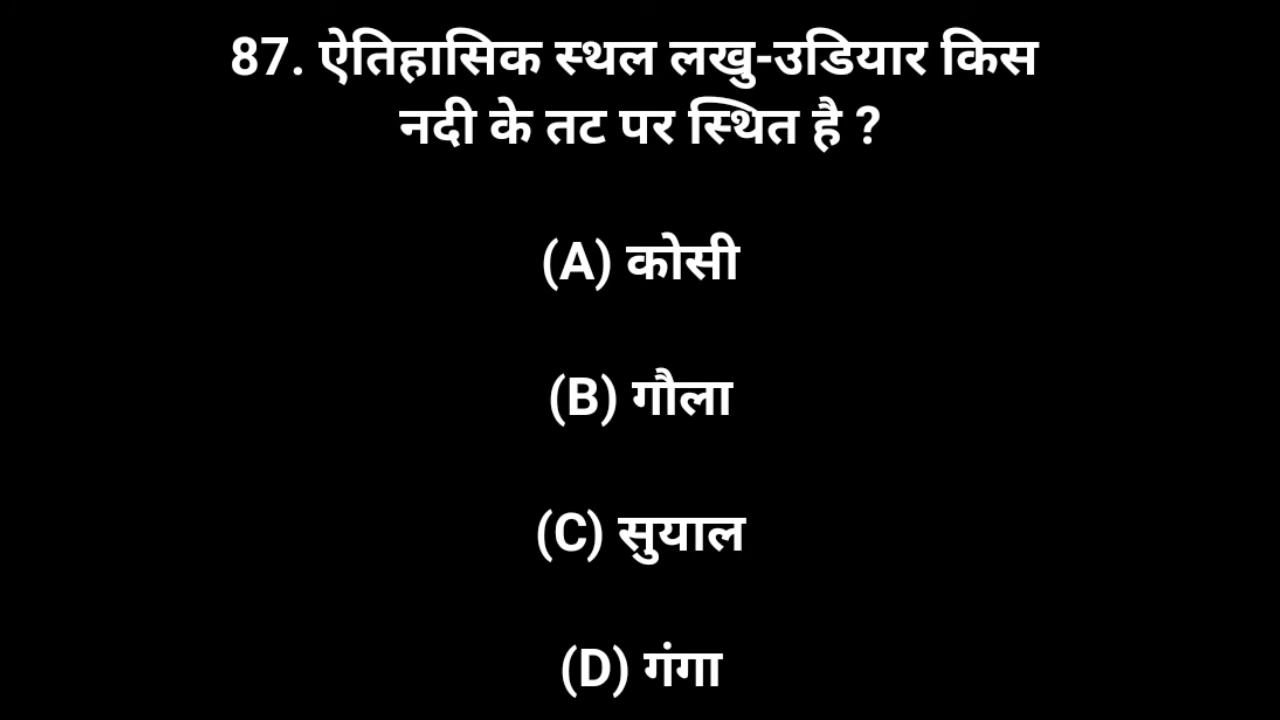 87. ऐतिहासिक स्थल लखु-उडियार किस
नदी के तट पर स्थित है ?
(A) कोसी
(B) गौला
(C) सुयाल
(D) गंगा